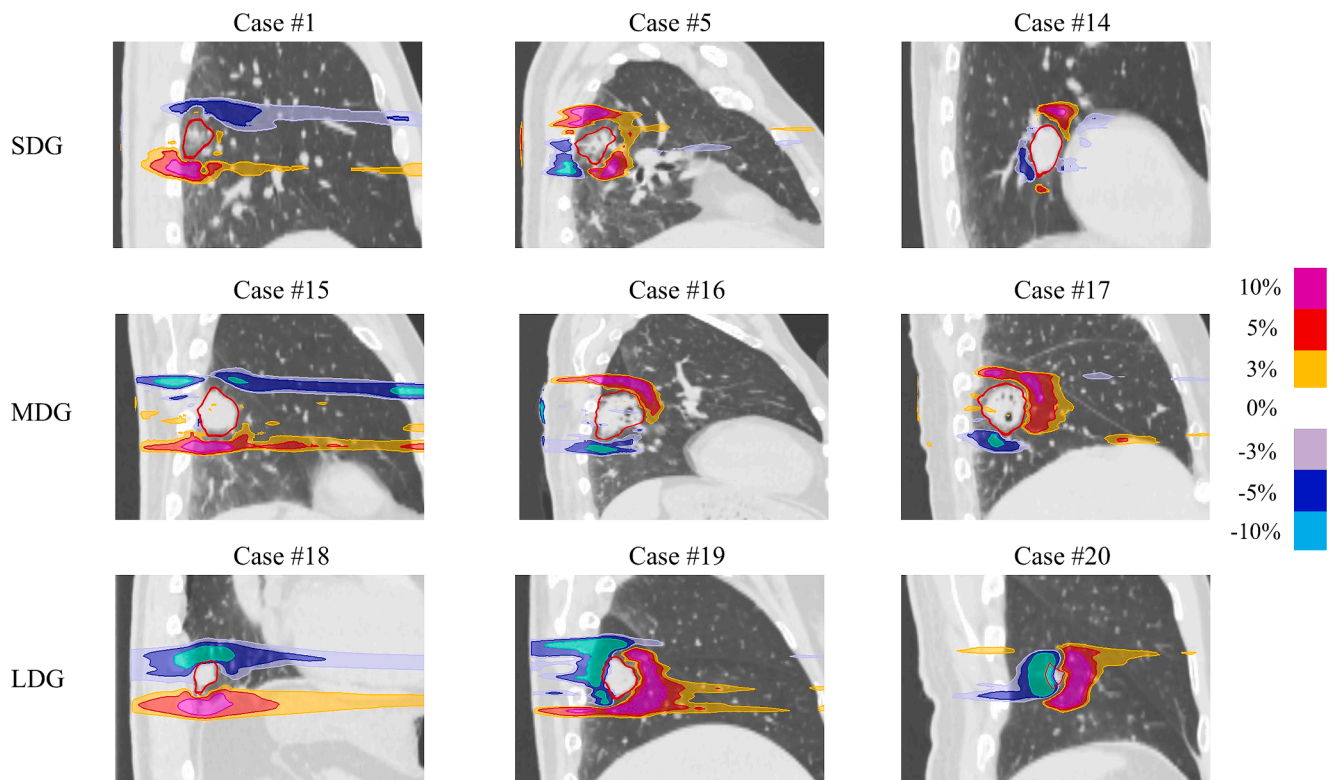 Case #1 Case #5 Case #14
SDG
Case #15 Case #16 Case #17
MDG
10%
5%
3%
0%
-3%
-5%
-10%
Case #18 Case #19 Case #20
LDG